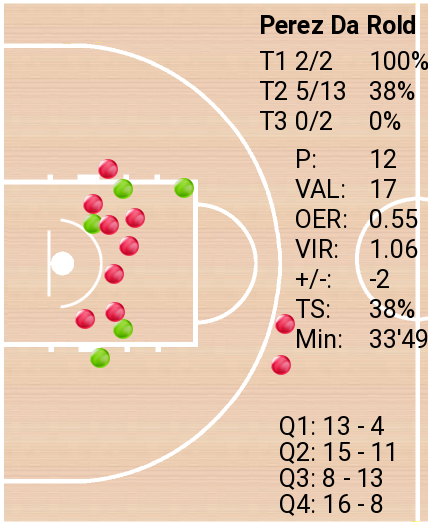 Perez Da Rold
T1 2/2 100%
T2 5/13 38%
T3 0/2 0%
P: 12
VAL: 17
OER: 0.55
VIR: 1.06
+/-: -2
TS: 38%
Min: 33'49
Q1: 13 - 4
Q2: 15 - 11
Q3: 8 - 13
Q4: 16 - 8